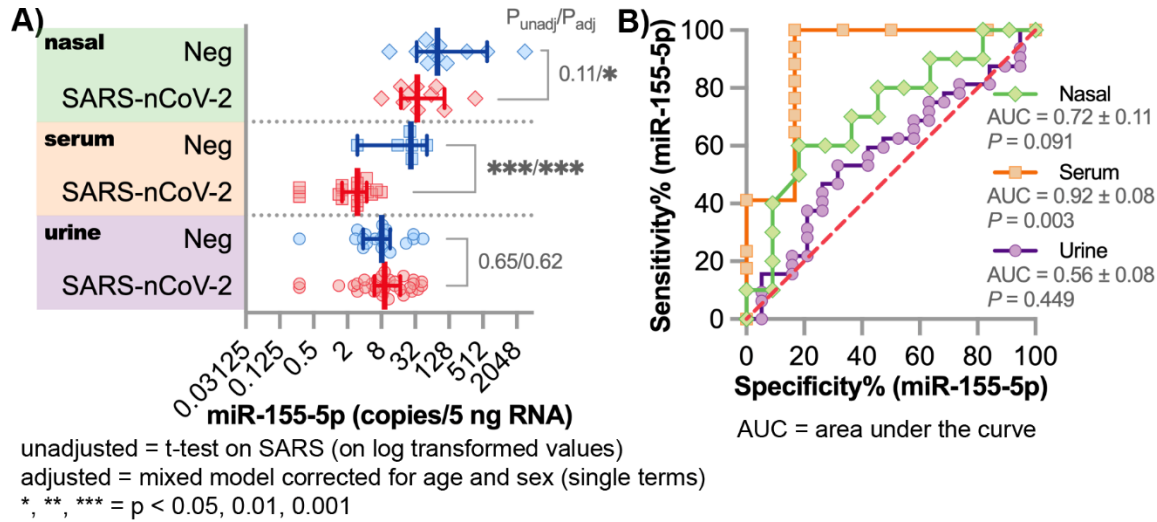 A)
P_unadj/P_adj
nasal
Neg
0.11/*
SARS-nCoV-2
serum
Neg
***/***
SARS-nCoV-2
urine
Neg
0.65/0.62
SARS-nCoV-2
0.03125 0.125 0.5 2 8 32 128 512 2048
miR-155-5p (copies/5 ng RNA)
unadjusted = t-test on SARS (on log transformed values)
adjusted = mixed model corrected for age and sex (single terms)
*, **, *** = p < 0.05, 0.01, 0.001
B)
Sensitivity% (miR-155-5p)
100
80
60
40
20
0
0 20 40 60 80 100
Specificity% (miR-155-5p)
Nasal
AUC = 0.72 ± 0.11
P = 0.091
Serum
AUC = 0.92 ± 0.08
P = 0.003
Urine
AUC = 0.56 ± 0.08
P = 0.449
AUC = area under the curve